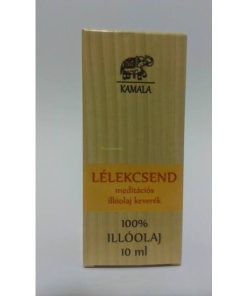 KAMALA
LÉLEKCSEND
meditációs
illóolaj keverék
100%
ILLÓOLAJ
10 ml